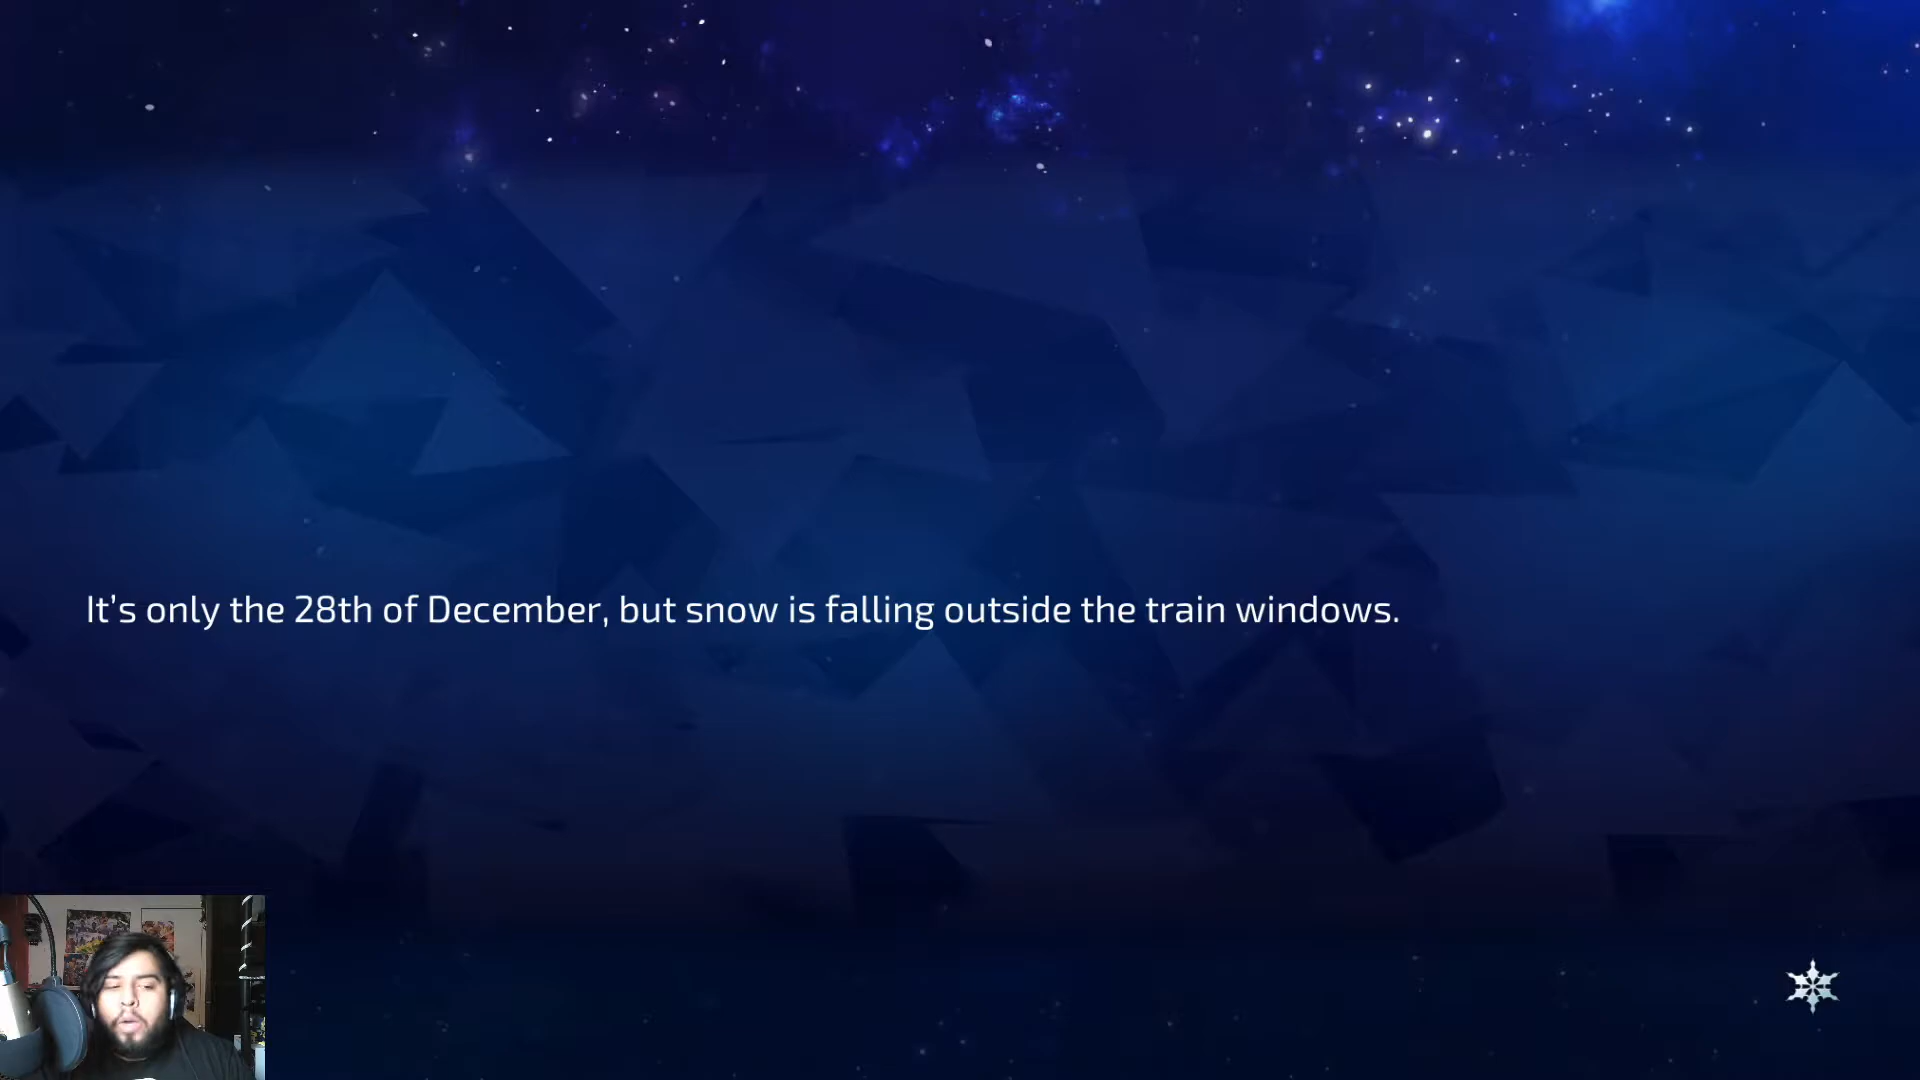 It’s only the 28th of December, but snow is falling outside the train windows.